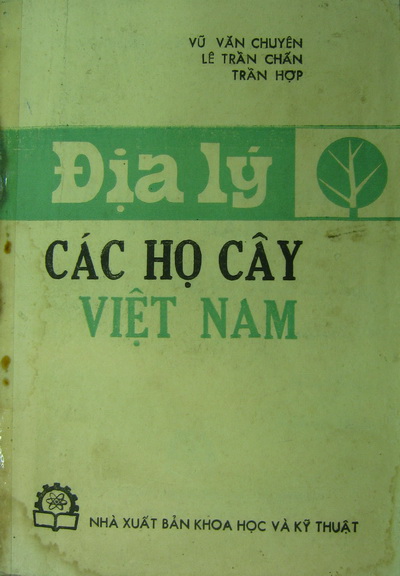 VŨ VĂN CHUYÊN
LÊ TRẦN CHẤN
TRẦN HỢP
Địa lý
CÁC HỌ CÂY
VIỆT NAM
NHÀ XUẤT BẢN KHOA HỌC VÀ KỸ THUẬT